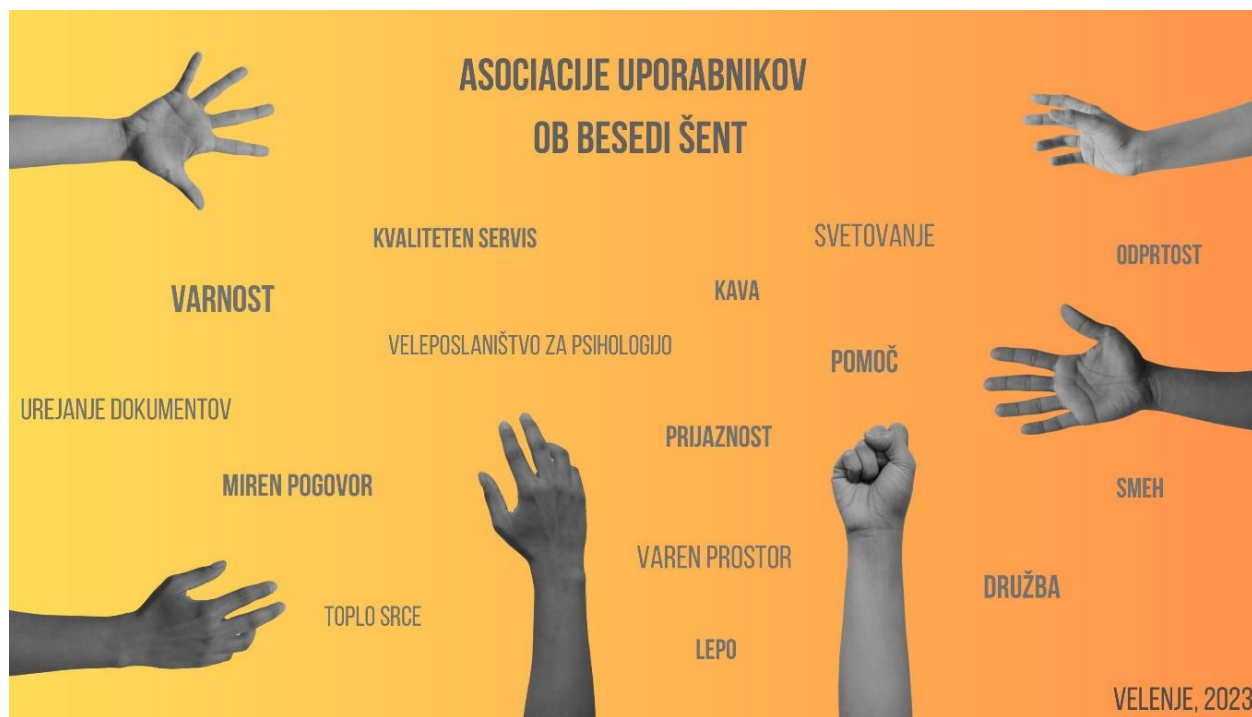 ASOCIACIJE UPORABNIKOV
OB BESEDI ŠENT
KVALITETEN SERVIS
SVETOVANJE
ODPRTOST
VARNOST
KAVA
VELEPOSLANIŠTVO ZA PSIHOLOGIJO
POMOČ
UREJANJE DOKUMENTOV
PRIJAZNOST
MIREN POGOVOR
SMEH
VAREN PROSTOR
DRUŽBA
TOPLO SRCE
LEPO
VELENJE, 2023